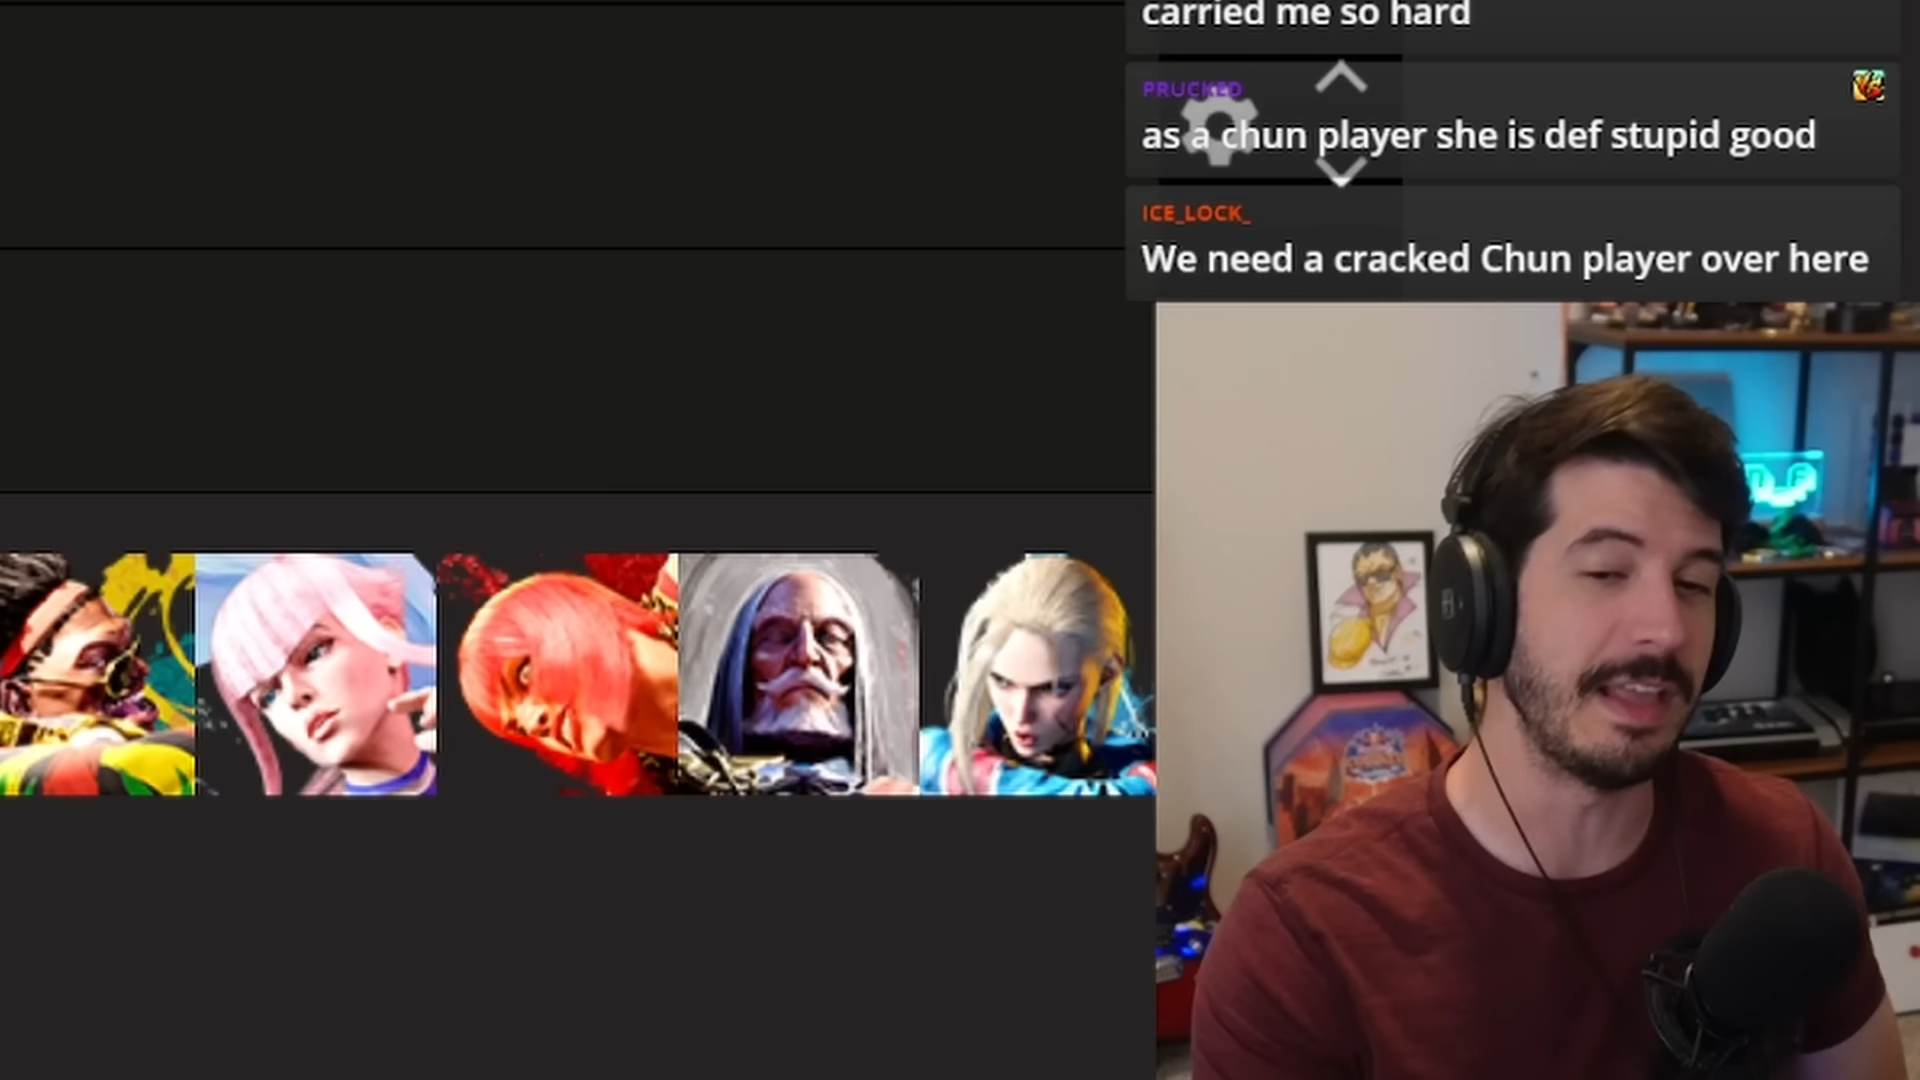 carried me so hard
PRUCKED
as a chun player she is def stupid good
ICE_LOCK_
We need a cracked Chun player over here